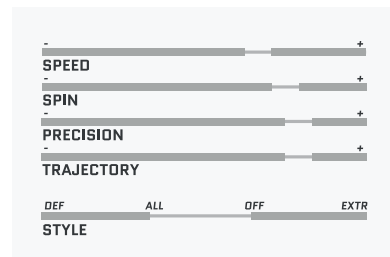 - +
SPEED
- +
SPIN
- +
PRECISION
- +
TRAJECTORY
DEF ALL OFF EXTR
STYLE